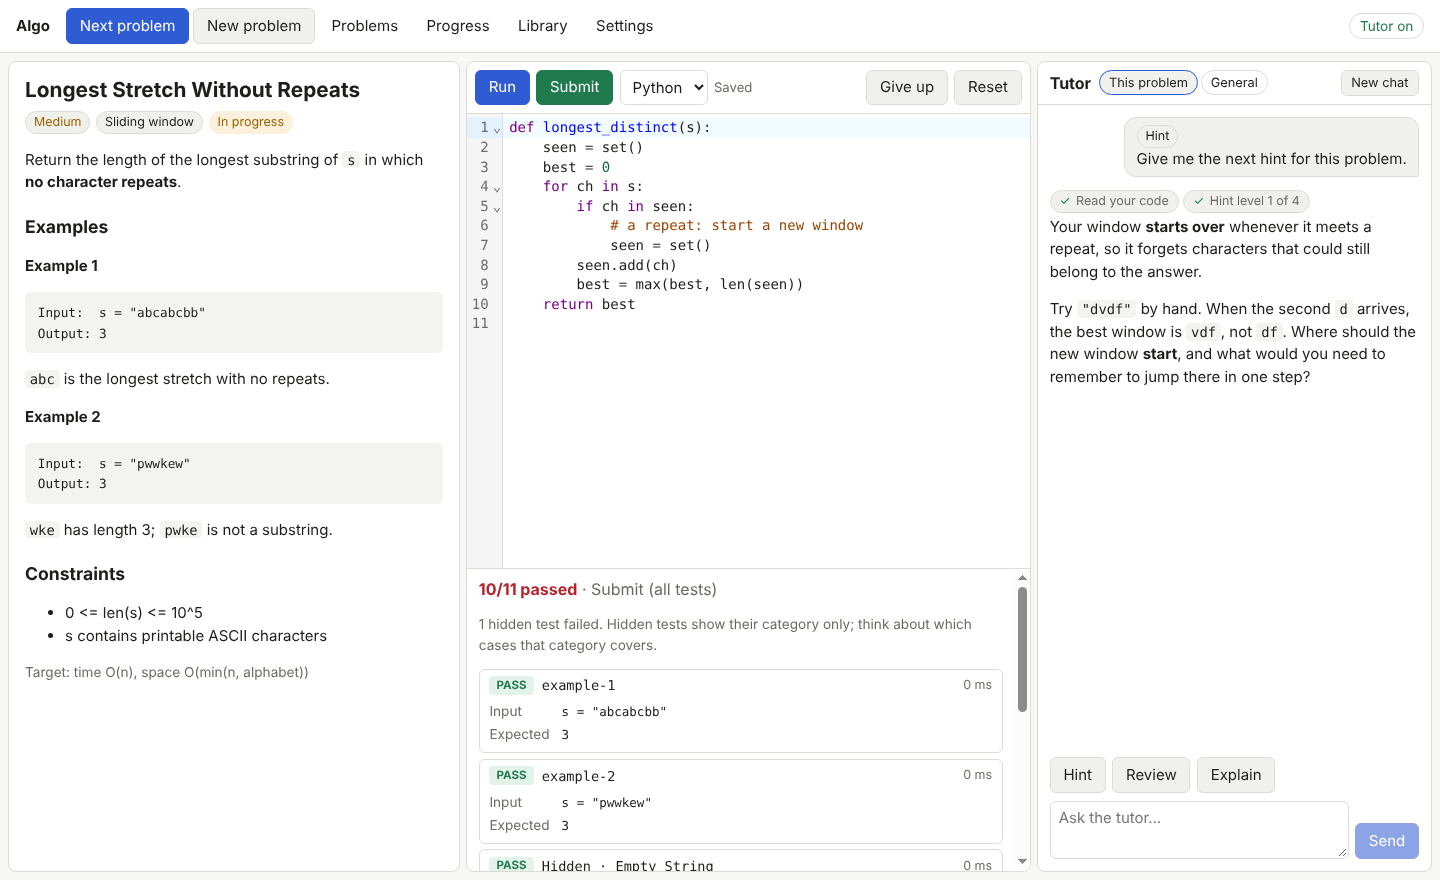 Algo
Next problem
New problem
Problems
Progress
Library
Settings
Tutor on
Longest Stretch Without Repeats
Medium
Sliding window
In progress
Return the length of the longest substring of s in which
no character repeats.
Examples
Example 1
Input:  s = "abcabcbb"
Output: 3
abc is the longest stretch with no repeats.
Example 2
Input:  s = "pwwkew"
Output: 3
wke has length 3; pwke is not a substring.
Constraints
• 0 <= len(s) <= 10^5
• s contains printable ASCII characters
Target: time O(n), space O(min(n, alphabet))
Run
Submit
Python
Saved
Give up
Reset
1 def longest_distinct(s):
2     seen = set()
3     best = 0
4     for ch in s:
5         if ch in seen:
6             # a repeat: start a new window
7             seen = set()
8         seen.add(ch)
9         best = max(best, len(seen))
10     return best
11
10/11 passed · Submit (all tests)
1 hidden test failed. Hidden tests show their category only; think about which
cases that category covers.
PASS example-1 0 ms
Input s = "abcabcbb"
Expected 3
PASS example-2 0 ms
Input s = "pwwkew"
Expected 3
PASS Hidden · Empty String 0 ms
Tutor
This problem
General
New chat
Hint
Give me the next hint for this problem.
✓ Read your code
✓ Hint level 1 of 4
Your window starts over whenever it meets a
repeat, so it forgets characters that could still
belong to the answer.
Try "dvdf" by hand. When the second d arrives,
the best window is vdf, not df. Where should the
new window start, and what would you need to
remember to jump there in one step?
Hint
Review
Explain
Ask the tutor...
Send